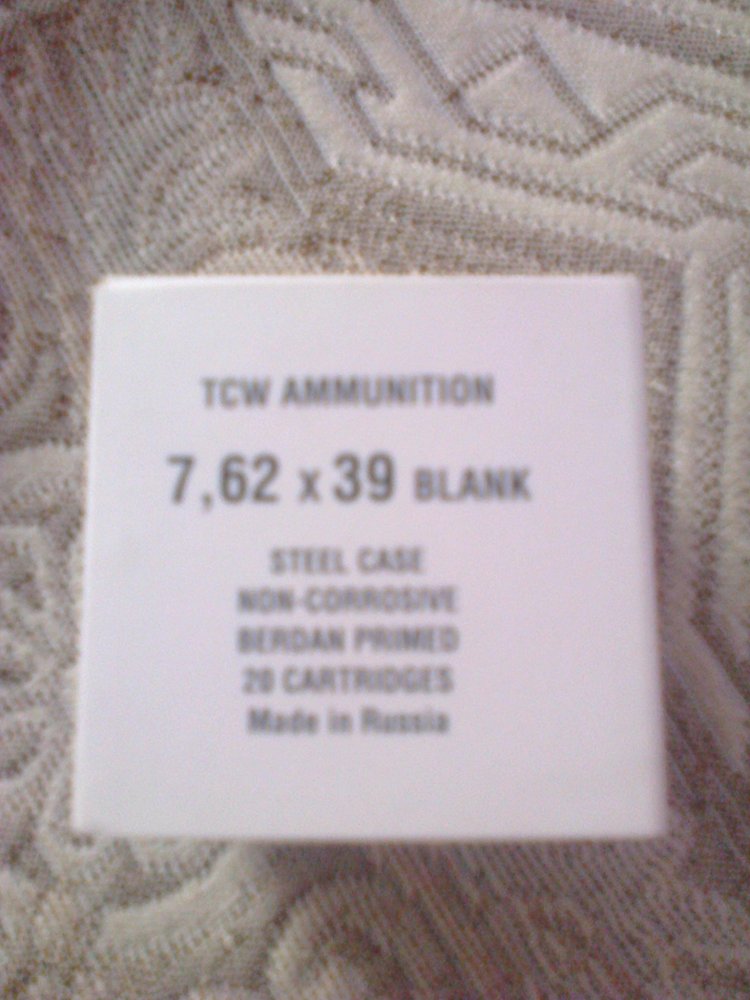 TCW AMMUNITION
7,62 x 39 BLANK
STEEL CASE
NON-CORROSIVE
BERDAN PRIMED
20 CARTRIDGES
Made in Russia